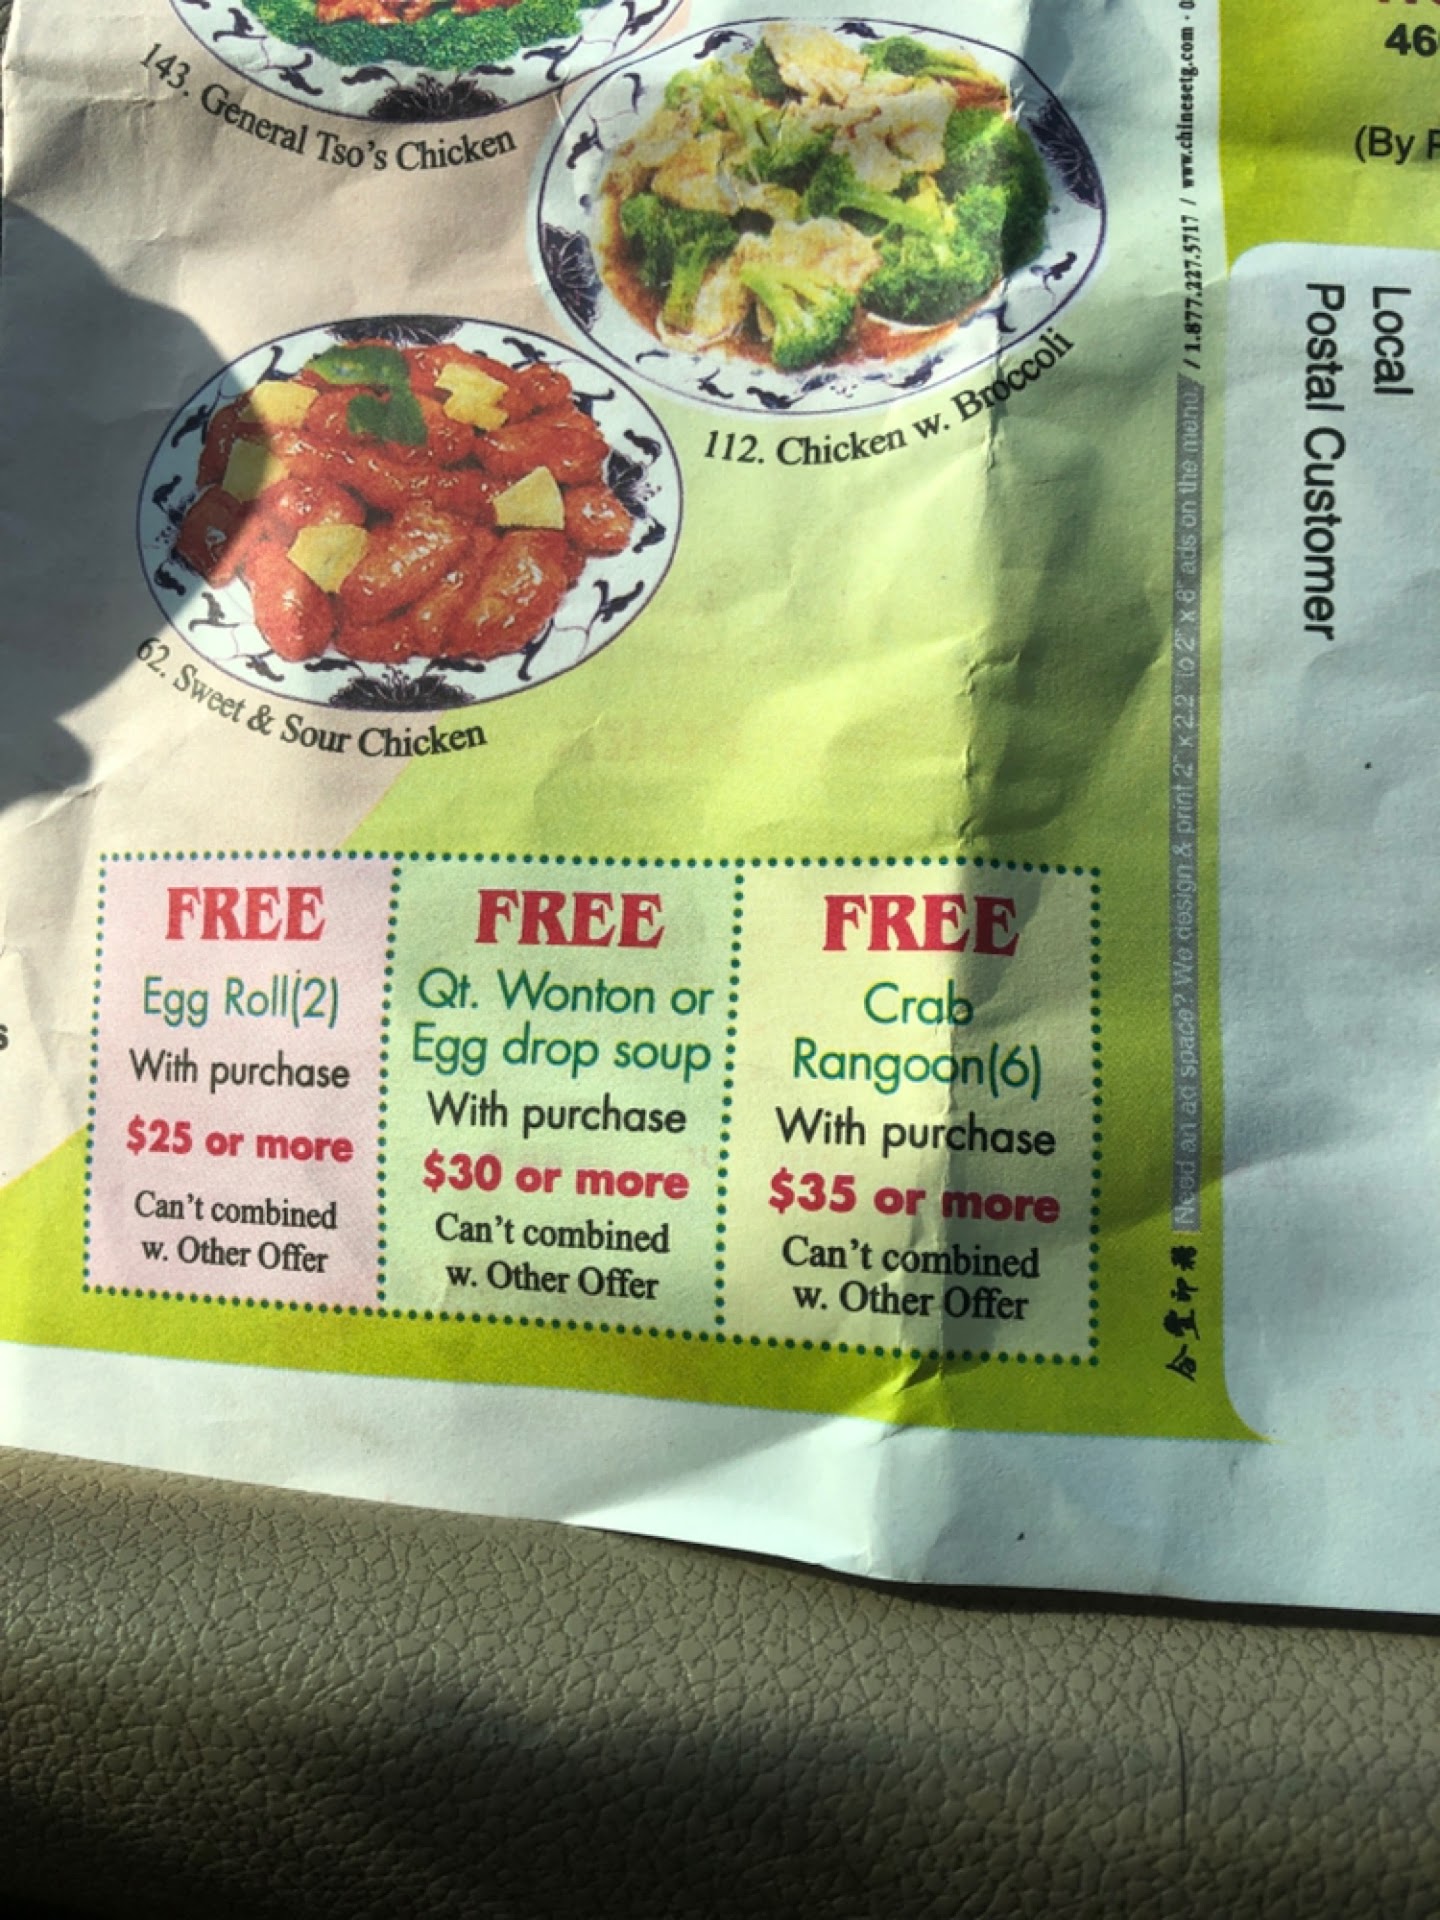 143. General Tso's Chicken
112. Chicken w. Broccoli
62. Sweet & Sour Chicken
FREE
Egg Roll(2)
With purchase
$25 or more
Can't combined
w. Other Offer
FREE
Qt. Wonton or
Egg drop soup
With purchase
$30 or more
Can't combined
w. Other Offer
FREE
Crab
Rangoon(6)
With purchase
$35 or more
Can't combined
w. Other Offer
Need an ad space? We design & print 2" x 2.2" to 2" x 6" ads on the menu. / 1.877.227.5717 / www.chinesetg.com · 0
46
(By
Local
Postal Customer